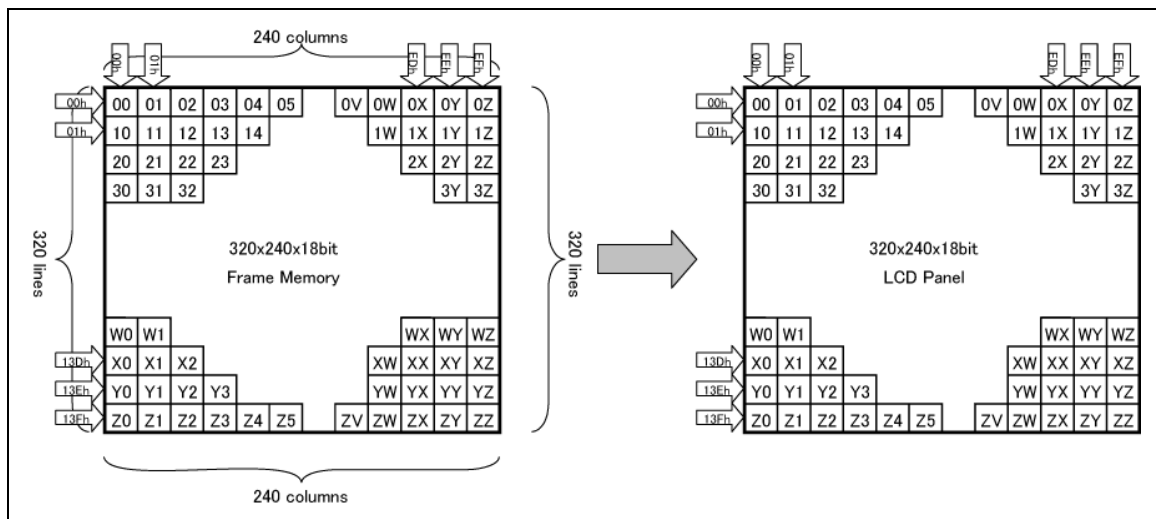 240 columns
00h 01h EDh EEh EFh 00h 01h EDh EEh EFh
00h 00 01 02 03 04 05 0V 0W 0X 0Y 0Z 00h 00 01 02 03 04 05 0V 0W 0X 0Y 0Z
01h 10 11 12 13 14 1W 1X 1Y 1Z 01h 10 11 12 13 14 1W 1X 1Y 1Z
20 21 22 23 2X 2Y 2Z 20 21 22 23 2X 2Y 2Z
30 31 32 3Y 3Z 30 31 32 3Y 3Z
320 lines 320x240x18bit 320 lines 320x240x18bit
Frame Memory LCD Panel
W0 W1 WX WY WZ W0 W1 WX WY WZ
13Dh X0 X1 X2 XW XX XY XZ 13Dh X0 X1 X2 XW XX XY XZ
13Eh Y0 Y1 Y2 Y3 YW YX YY YZ 13Eh Y0 Y1 Y2 Y3 YW YX YY YZ
13Fh Z0 Z1 Z2 Z3 Z4 Z5 ZV ZW ZX ZY ZZ 13Fh Z0 Z1 Z2 Z3 Z4 Z5 ZV ZW ZX ZY ZZ
240 columns